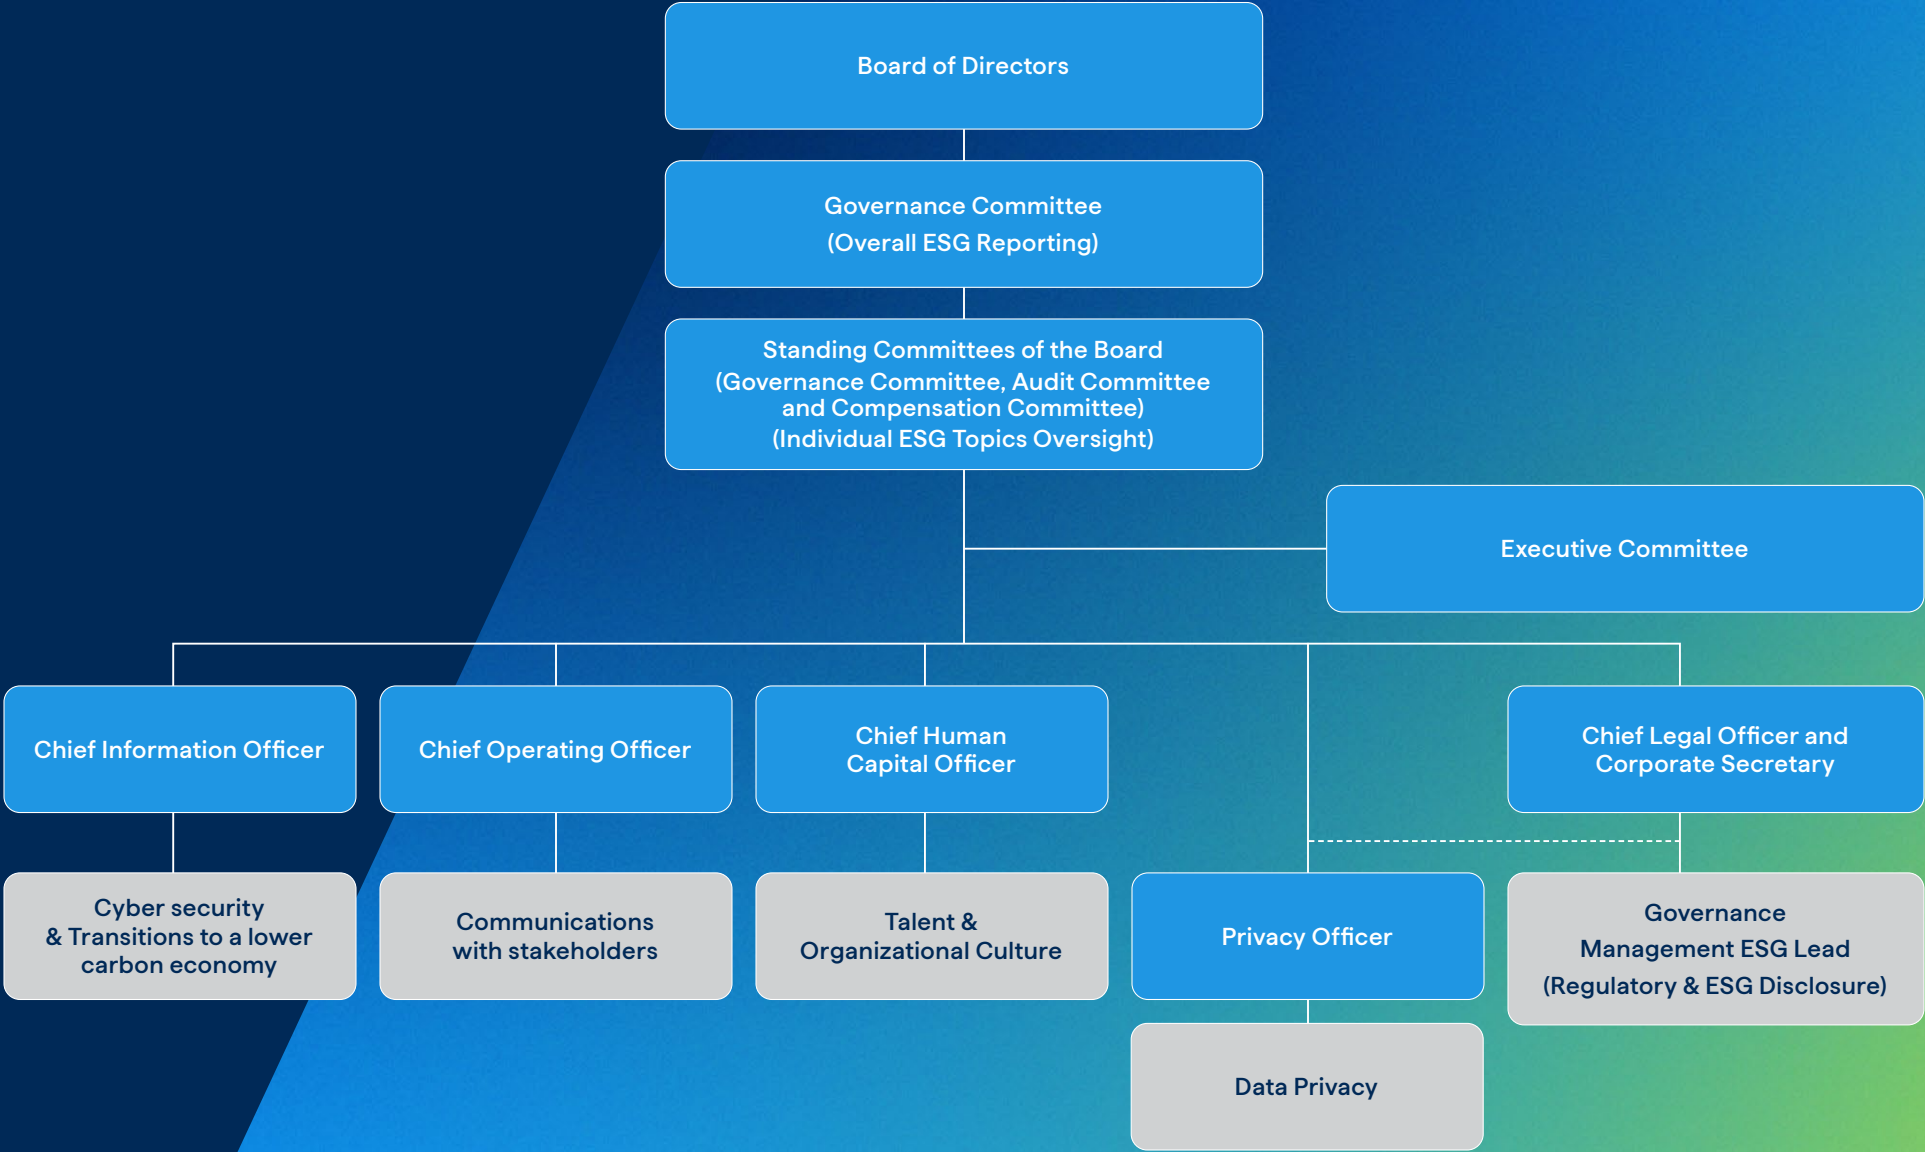 Board of Directors
Governance Committee
(Overall ESG Reporting)
Standing Committees of the Board
(Governance Committee, Audit Committee
and Compensation Committee)
(Individual ESG Topics Oversight)
Executive Committee
Chief Information Officer
Chief Operating Officer
Chief Human
Capital Officer
Chief Legal Officer and
Corporate Secretary
Cyber security
& Transitions to a lower
carbon economy
Communications
with stakeholders
Talent &
Organizational Culture
Privacy Officer
Governance
Management ESG Lead
(Regulatory & ESG Disclosure)
Data Privacy